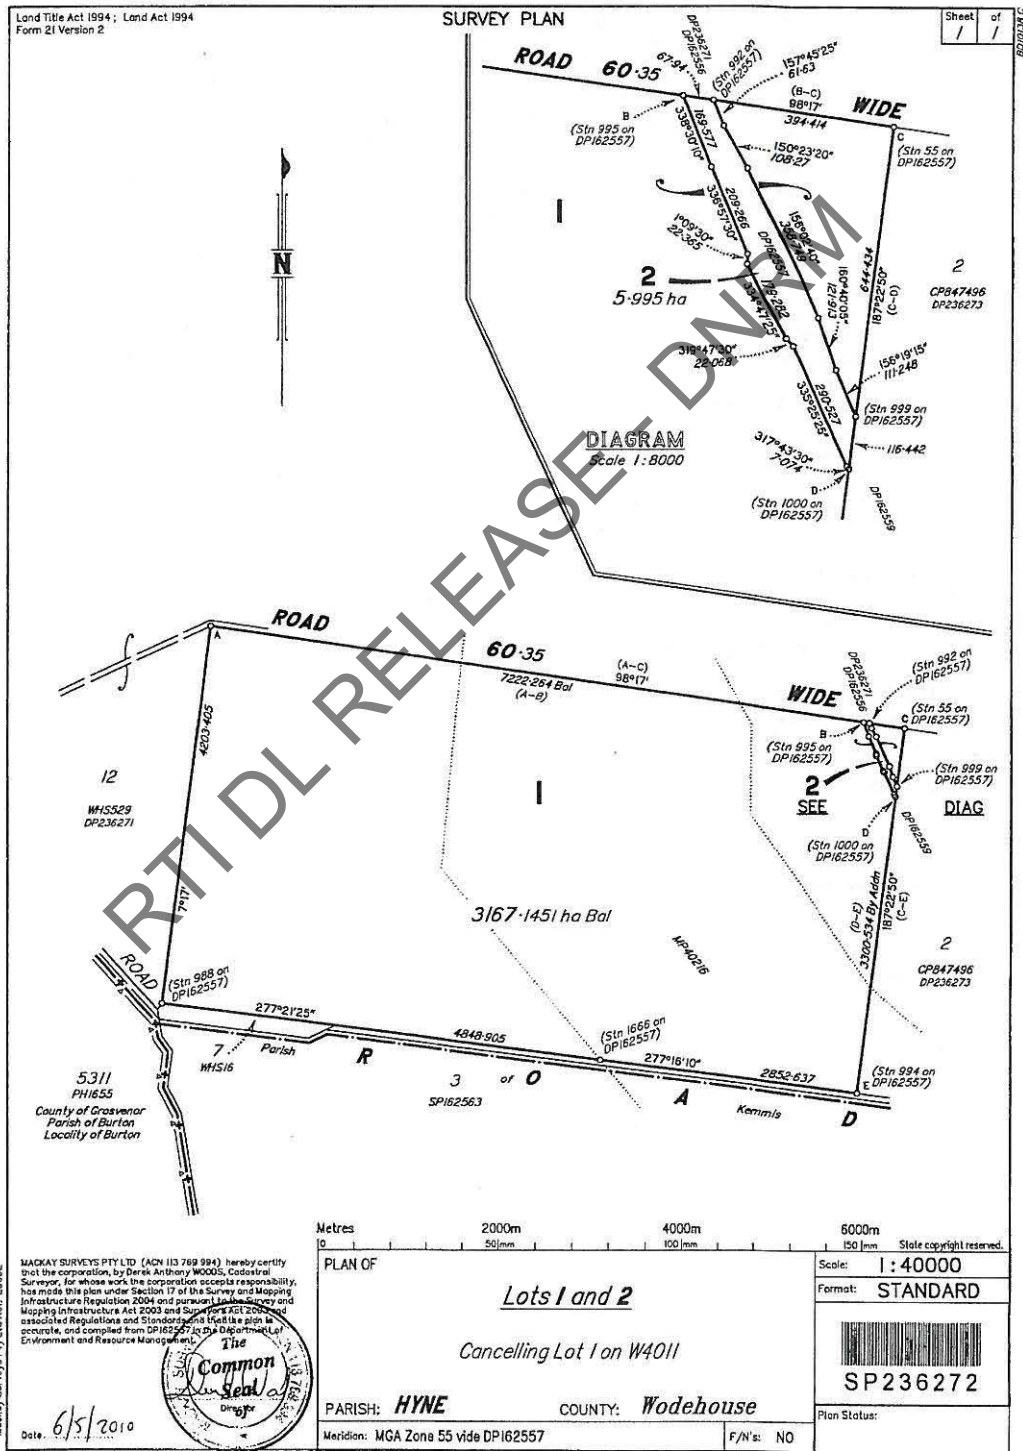 Land Title Act 1994 ; Land Act 1994
Form 21 Version 2
SURVEY PLAN
Sheet of
1 1
ROAD 60·35 WIDE
67·94
DP236271
DP162556
(Stn 992 on
DP162557)
157°45'25"
61·63
(B-C)
98°17'
394·414
B
(Stn 995 on
DP162557)
C
(Stn 55 on
DP162557)
338°30'10"
169·577
150°23'20"
108·27
336°57'30"
209·266
1°09'30"
22·365
DP162557
156°02'40"
358·749
1
2
5·995 ha
334°47'25"
179·282
160°40'05"
121·913
644·434
187°22'50"
(C-D)
2
CP847496
DP236273
319°47'30"
22·068
156°19'15"
111·248
290·527
335°25'25"
(Stn 999 on
DP162557)
DIAGRAM
Scale 1:8000
317°43'30"
7·074
116·442
D
(Stn 1000 on
DP162557)
DP162559
N
RTI DL RELEASE - DNRM
A
ROAD
60·35
WIDE
(A-C)
98°17'
7222·264 Bal
(A-B)
DP236271
DP162556
(Stn 992 on
DP162557)
C
(Stn 55 on
DP162557)
B
(Stn 995 on
DP162557)
(Stn 999 on
DP162557)
2
SEE
DIAG
D
(Stn 1000 on
DP162557)
DP162559
4203·405
7°17'
12
WHS529
DP236271
1
3167·1451 ha Bal
MP40216
(D-E)
3300·534 By Addn
187°22'50"
(C-E)
2
CP847496
DP236273
ROAD
(Stn 988 on
DP162557)
277°21'25"
4848·905
(Stn 1666 on
DP162557)
277°16'10"
2852·637
E
(Stn 994 on
DP162557)
7
WHS16
Parish of Kemmis
R O A D
3
SP162563
5311
PH1655
County of Grosvenor
Parish of Burton
Locality of Burton
Metres 2000m 4000m 6000m
0 50 mm 100 mm 150 mm State copyright reserved.
MACKAY SURVEYS PTY LTD (ACN 113 769 994) hereby certify
that the corporation, by Derek Anthony WOODS, Cadastral
Surveyor, for whose work the corporation accepts responsibility,
has made this plan under Section 17 of the Survey and Mapping
Infrastructure Regulation 2004 and pursuant to the Survey and
Mapping Infrastructure Act 2003 and Surveyors Act 2003 and
associated Regulations and Standards and that the plan is
accurate, and compiled from DP162557 in the Department of
Environment and Resource Management.
The
Common
Seal
of
Director
Date. 6/5/2010
PLAN OF
Lots 1 and 2
Cancelling Lot 1 on W4011
PARISH: HYNE COUNTY: Wodehouse
Meridian: MGA Zone 55 vide DP162557 F/N's: NO
Scale: 1:40000
Format: STANDARD
SP236272
Plan Status: